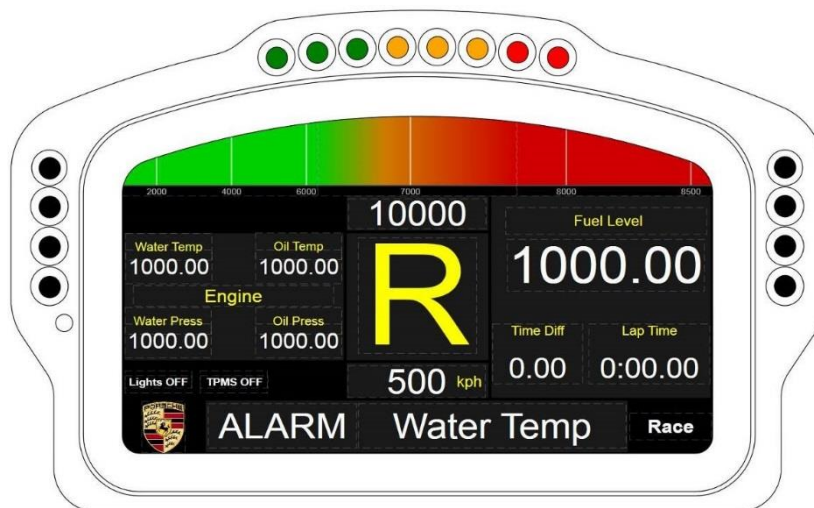 2000 4000 6000 7000 8000 8500
10000
Fuel Level
1000.00
Water Temp Oil Temp
1000.00 1000.00
Engine
Water Press Oil Press
1000.00 1000.00
R
Time Diff Lap Time
0.00 0:00.00
Lights OFF TPMS OFF
500 kph
PORSCHE
ALARM Water Temp Race